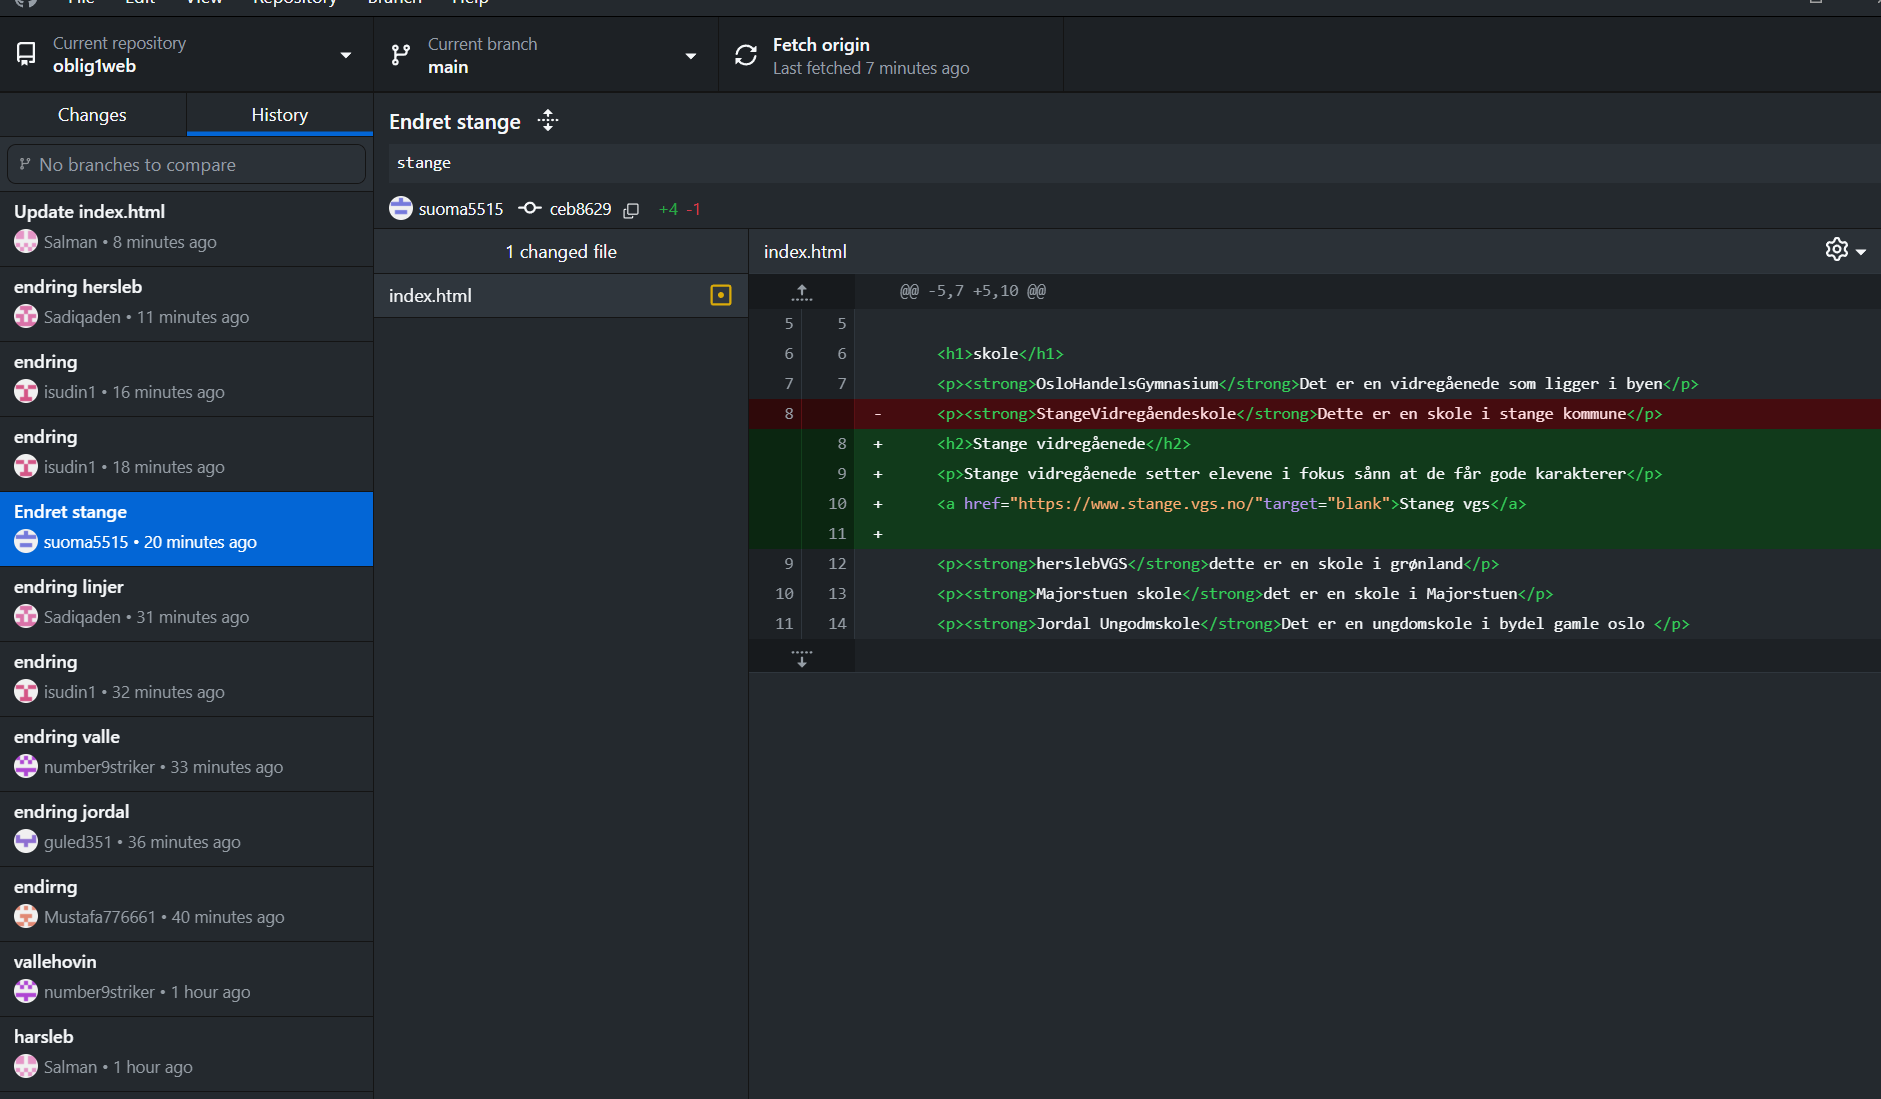 File Edit View Repository Branch Help
Current repository
oblig1web
Current branch
main
Fetch origin
Last fetched 7 minutes ago
Changes
History
No branches to compare
Update index.html
Salman • 8 minutes ago
endring hersleb
Sadiqaden • 11 minutes ago
endring
isudin1 • 16 minutes ago
endring
isudin1 • 18 minutes ago
Endret stange
suoma5515 • 20 minutes ago
endring linjer
Sadiqaden • 31 minutes ago
endring
isudin1 • 32 minutes ago
endring valle
number9striker • 33 minutes ago
endring jordal
guled351 • 36 minutes ago
endirng
Mustafa776661 • 40 minutes ago
vallehovin
number9striker • 1 hour ago
harsleb
Salman • 1 hour ago
Endret stange
stange
suoma5515 ceb8629 +4 -1
1 changed file
index.html
index.html
@@ -5,7 +5,10 @@
5 5
6 6 <h1>skole</h1>
7 7 <p><strong>OsloHandelsGymnasium</strong>Det er en vidregåenede som ligger i byen</p>
8 - <p><strong>StangeVidregåendeskole</strong>Dette er en skole i stange kommune</p>
8 + <h2>Stange vidregåenede</h2>
9 + <p>Stange vidregåenede setter elevene i fokus sånn at de får gode karakterer</p>
10 + <a href="https://www.stange.vgs.no/"target="blank">Staneg vgs</a>
11 +
9 12 <p><strong>herslebVGS</strong>dette er en skole i grønland</p>
10 13 <p><strong>Majorstuen skole</strong>det er en skole i Majorstuen</p>
11 14 <p><strong>Jordal Ungodmskole</strong>Det er en ungdomskole i bydel gamle oslo </p>